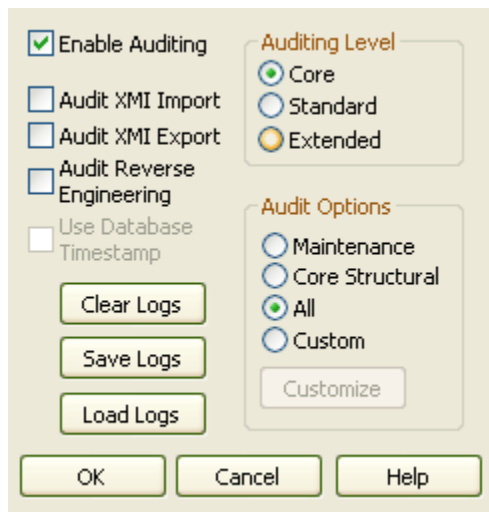 Enable Auditing
Audit XMI Import
Audit XMI Export
Audit Reverse
Engineering
Use Database
Timestamp
Clear Logs
Save Logs
Load Logs
Auditing Level
Core
Standard
Extended
Audit Options
Maintenance
Core Structural
All
Custom
Customize
OK
Cancel
Help